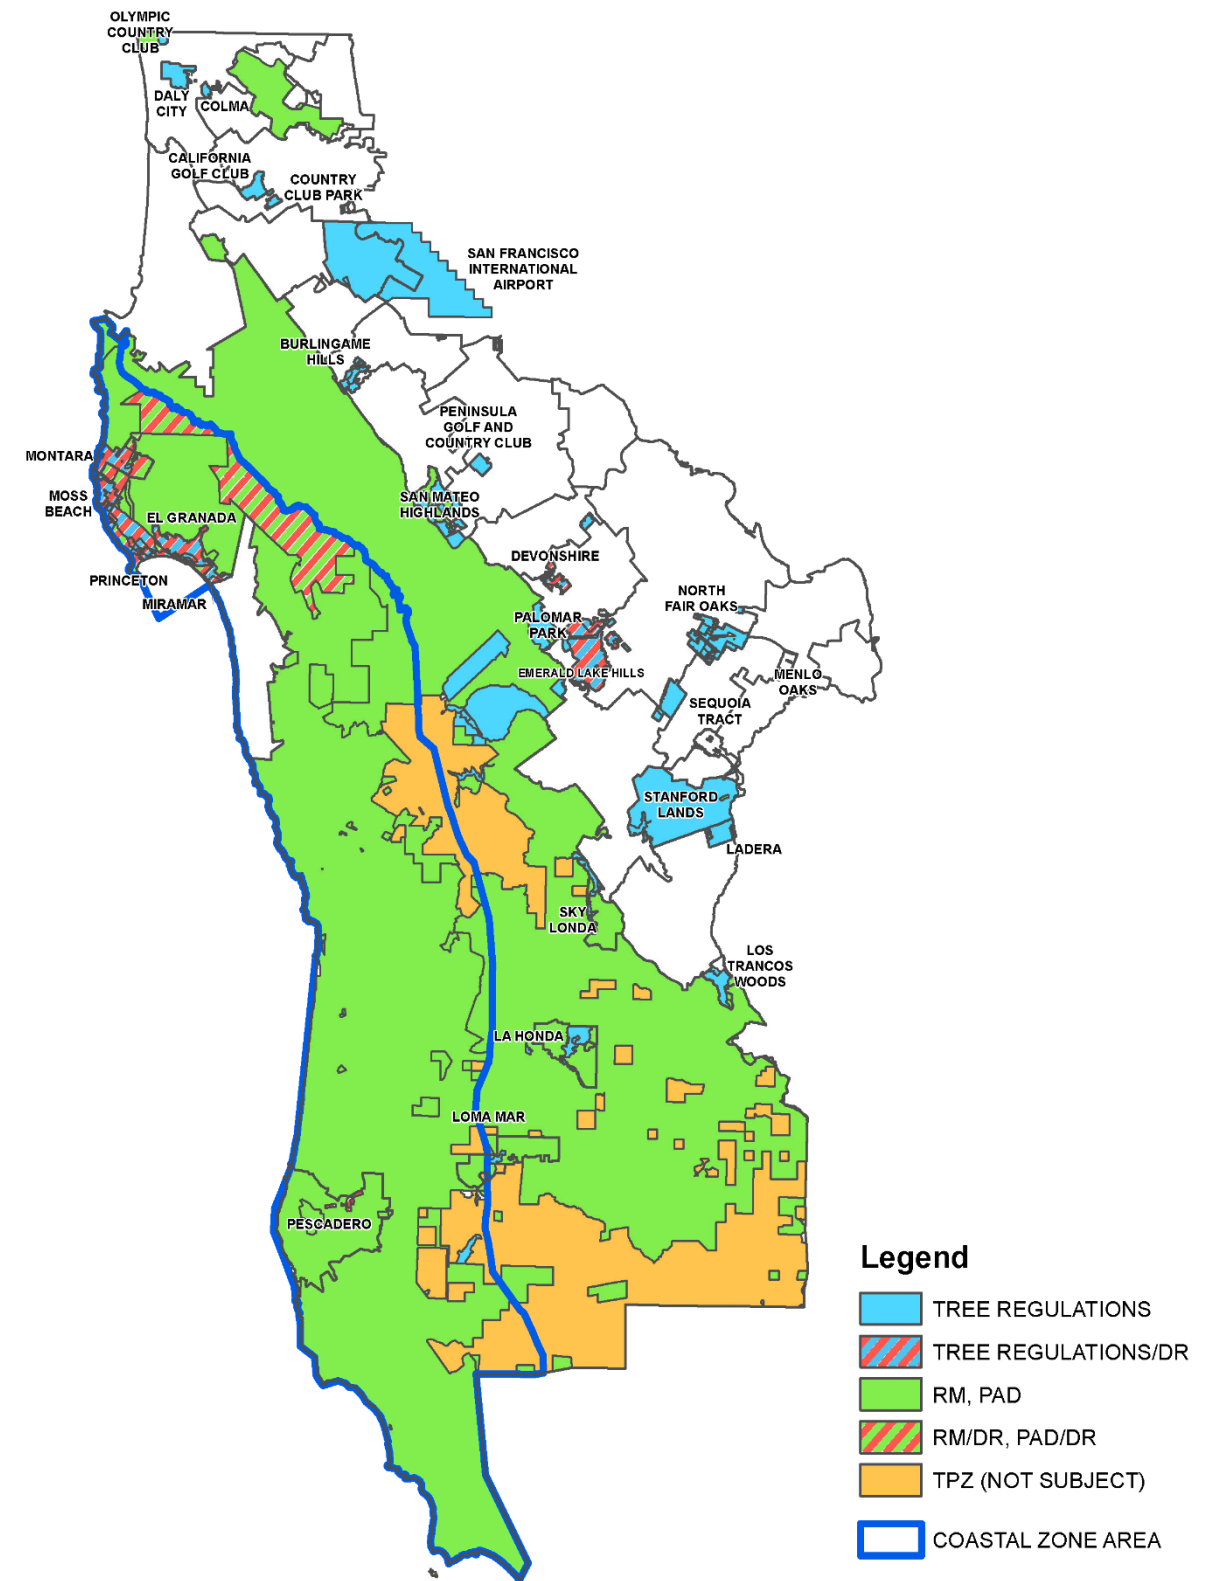 OLYMPIC
COUNTRY
CLUB
DALY
CITY
COLMA
CALIFORNIA
GOLF CLUB
COUNTRY
CLUB PARK
SAN FRANCISCO
INTERNATIONAL
AIRPORT
BURLINGAME
HILLS
PENINSULA
GOLF AND
COUNTRY CLUB
MONTARA
MOSS
BEACH
EL GRANADA
SAN MATEO
HIGHLANDS
DEVONSHIRE
PRINCETON
MIRAMAR
PALOMAR
PARK
NORTH
FAIR OAKS
EMERALD LAKE HILLS
MENLO
OAKS
SEQUOIA
TRACT
STANFORD
LANDS
LADERA
SKY
LONDA
LOS
TRANCOS
WOODS
LA HONDA
LOMA MAR
PESCADERO
Legend
TREE REGULATIONS
TREE REGULATIONS/DR
RM, PAD
RM/DR, PAD/DR
TPZ (NOT SUBJECT)
COASTAL ZONE AREA